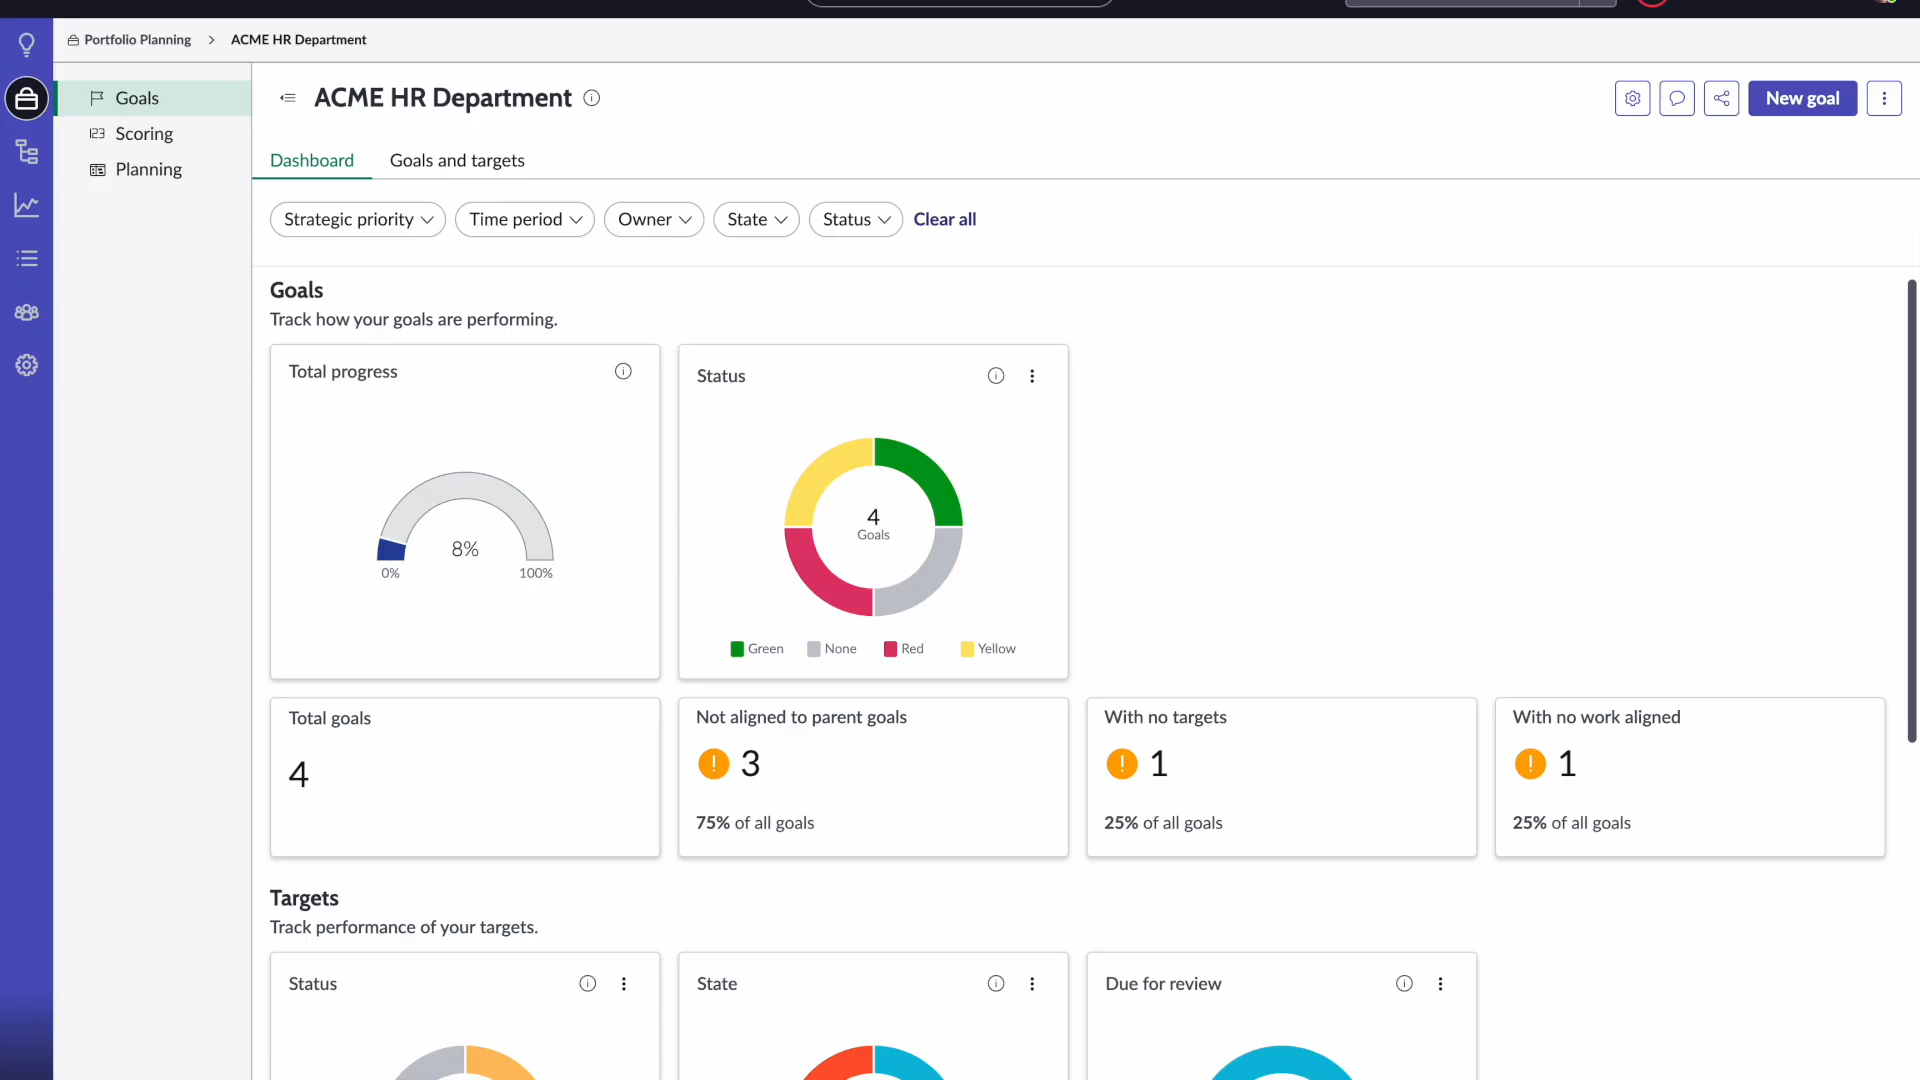 Portfolio Planning > ACME HR Department
Goals
Scoring
Planning
ACME HR Department
New goal
Dashboard
Goals and targets
Strategic priority
Time period
Owner
State
Status
Clear all
Goals
Track how your goals are performing.
Total progress
8%
0%
100%
Status
4
Goals
Green
None
Red
Yellow
Total goals
4
Not aligned to parent goals
! 3
75% of all goals
With no targets
! 1
25% of all goals
With no work aligned
! 1
25% of all goals
Targets
Track performance of your targets.
Status
State
Due for review